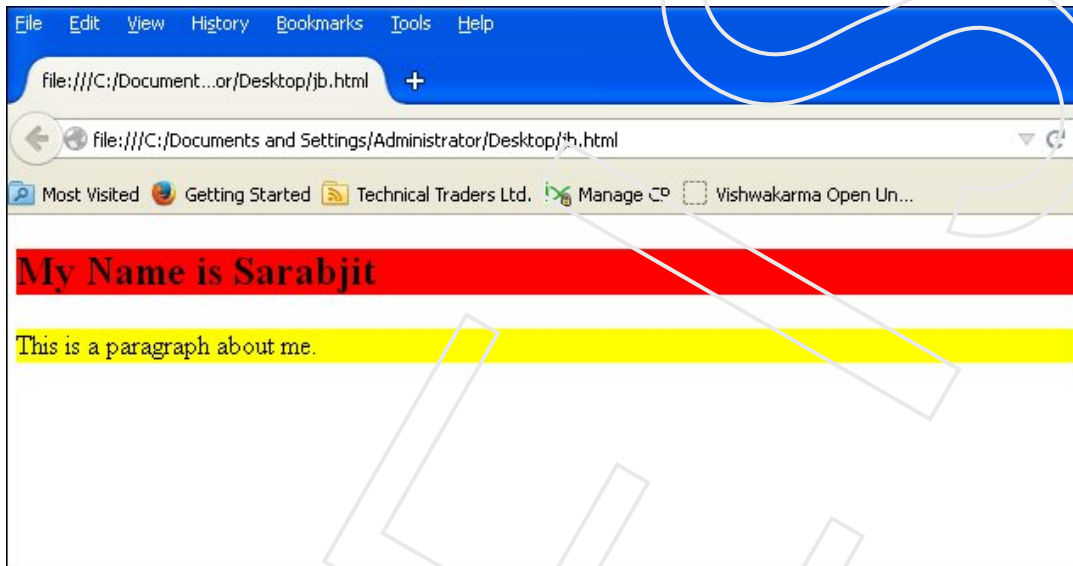 File Edit View History Bookmarks Tools Help
file:///C:/Document...or/Desktop/jb.html
file:///C:/Documents and Settings/Administrator/Desktop/jb.html
Most Visited Getting Started Technical Traders Ltd. Manage Vishwakarma Open Un...
My Name is Sarabjit
This is a paragraph about me.